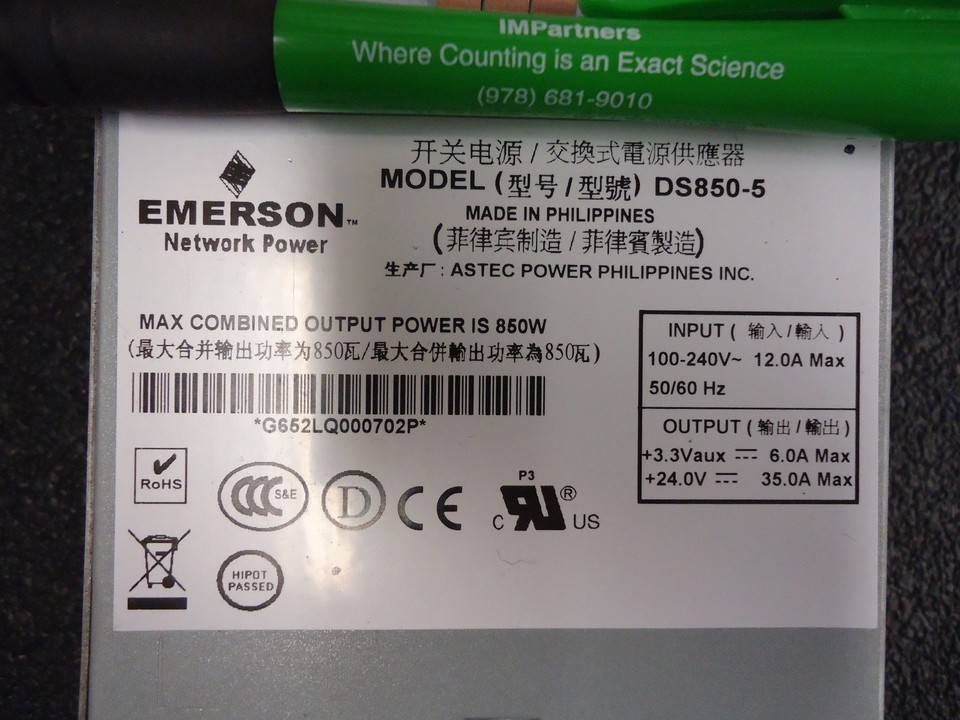 IMPartners
Where Counting is an Exact Science
(978) 681-9010
开关电源 / 交換式電源供應器
MODEL (型号/型號) DS850-5
MADE IN PHILIPPINES
(菲律宾制造 / 菲律賓製造)
生产厂: ASTEC POWER PHILIPPINES INC.
EMERSON™
Network Power
MAX COMBINED OUTPUT POWER IS 850W
(最大合并输出功率为850瓦/最大合併輸出功率為850瓦)
*G652LQ000702P*
INPUT ( 输入/輸入 )
100-240V~ 12.0A Max
50/60 Hz
OUTPUT (输出/輸出)
+3.3Vaux ⎓ 6.0A Max
+24.0V ⎓ 35.0A Max
RoHS
CCC S&E
D
CE
P3
C RU® US
HIPOT
PASSED